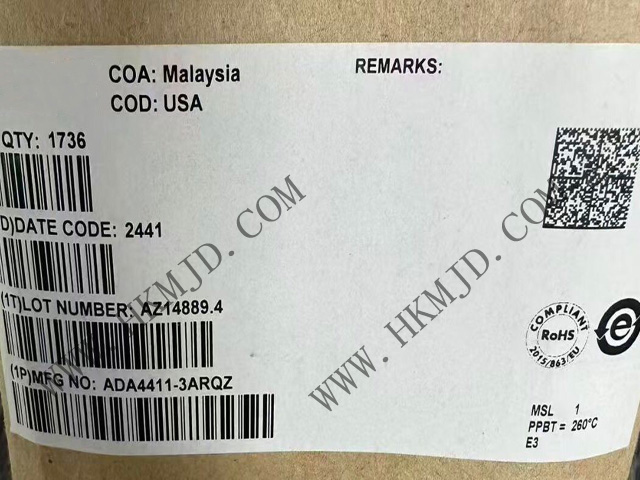 COA: Malaysia
COD: USA
REMARKS:
QTY: 1736
D)DATE CODE: 2441
(1T)LOT NUMBER: AZ14889.4
(1P)MFG NO: ADA4411-3ARQZ
COMPLIANT
RoHS
2015/863/EU
e
MSL 1
PPBT = 260°C
E3
WWW.HKMJD.COM
WWW.HKMJD.COM